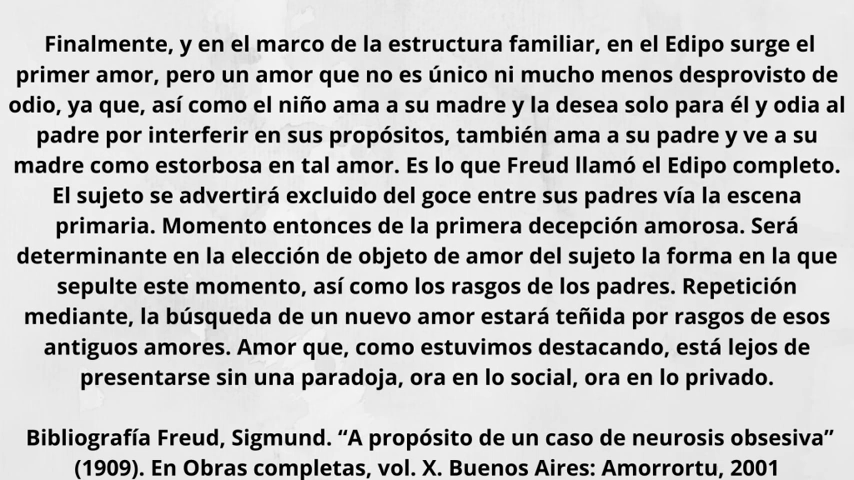 Finalmente, y en el marco de la estructura familiar, en el Edipo surge el
primer amor, pero un amor que no es único ni mucho menos desprovisto de
odio, ya que, así como el niño ama a su madre y la desea solo para él y odia al
padre por interferir en sus propósitos, también ama a su padre y ve a su
madre como estorbosa en tal amor. Es lo que Freud llamó el Edipo completo.
El sujeto se advertirá excluido del goce entre sus padres vía la escena
primaria. Momento entonces de la primera decepción amorosa. Será
determinante en la elección de objeto de amor del sujeto la forma en la que
sepulte este momento, así como los rasgos de los padres. Repetición
mediante, la búsqueda de un nuevo amor estará teñida por rasgos de esos
antiguos amores. Amor que, como estuvimos destacando, está lejos de
presentarse sin una paradoja, ora en lo social, ora en lo privado.
Bibliografía Freud, Sigmund. “A propósito de un caso de neurosis obsesiva”
(1909). En Obras completas, vol. X. Buenos Aires: Amorrortu, 2001